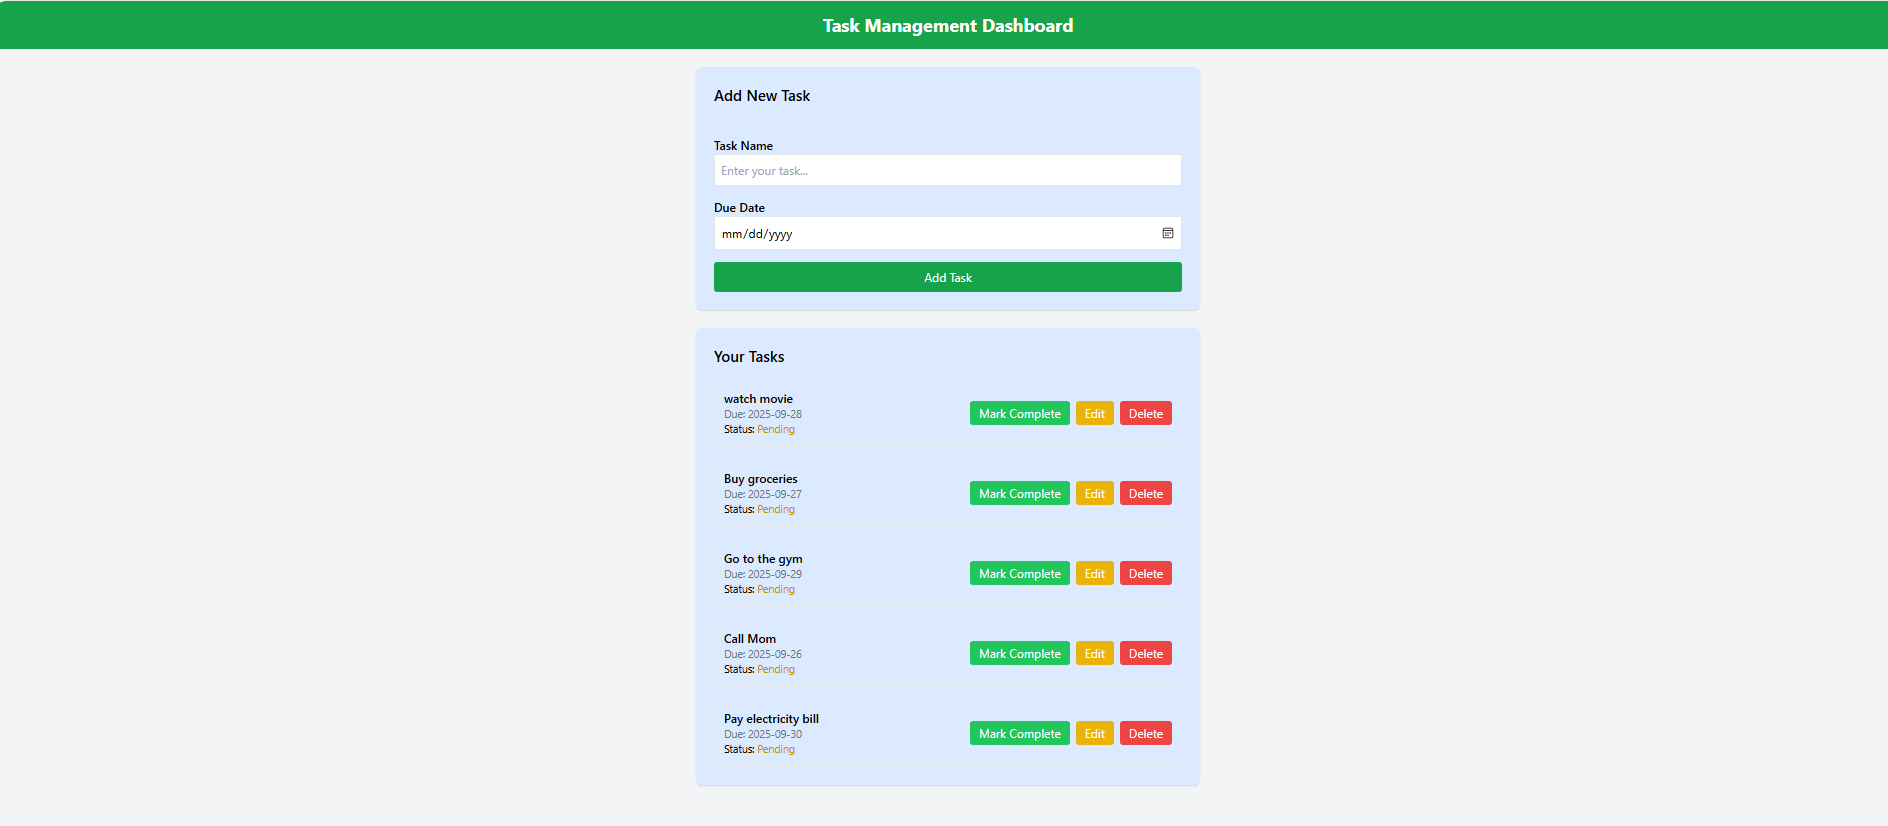 Task Management Dashboard
Add New Task
Task Name
Enter your task...
Due Date
mm/dd/yyyy
Add Task
Your Tasks
watch movie
Due: 2025-09-28
Status: Pending
Mark Complete Edit Delete
Buy groceries
Due: 2025-09-27
Status: Pending
Mark Complete Edit Delete
Go to the gym
Due: 2025-09-29
Status: Pending
Mark Complete Edit Delete
Call Mom
Due: 2025-09-26
Status: Pending
Mark Complete Edit Delete
Pay electricity bill
Due: 2025-09-30
Status: Pending
Mark Complete Edit Delete